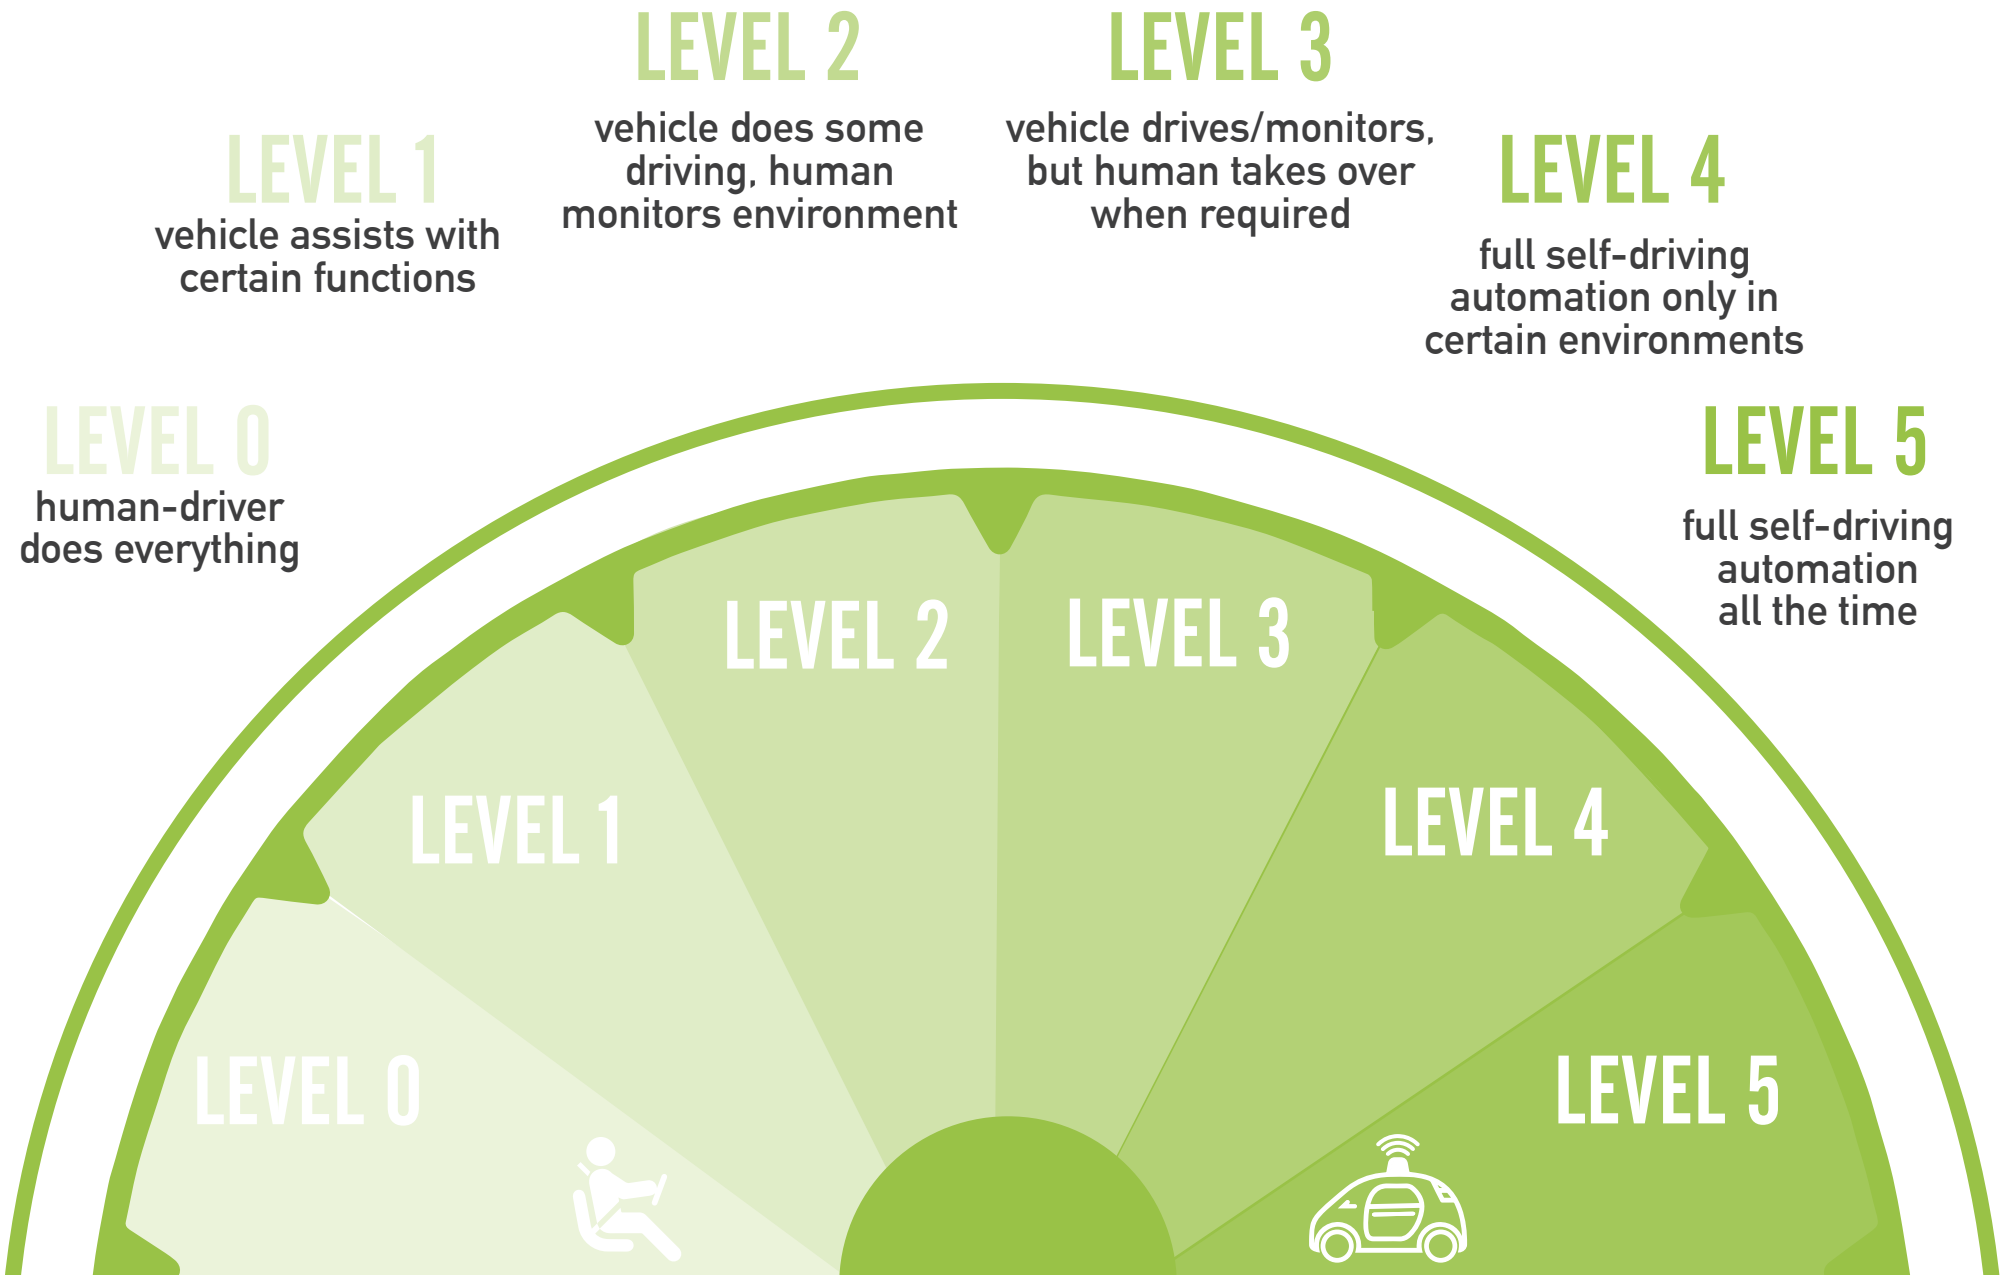 LEVEL 0
human-driver
does everything
LEVEL 1
vehicle assists with
certain functions
LEVEL 2
vehicle does some
driving, human
monitors environment
LEVEL 3
vehicle drives/monitors,
but human takes over
when required
LEVEL 4
full self-driving
automation only in
certain environments
LEVEL 5
full self-driving
automation
all the time
LEVEL 0
LEVEL 1
LEVEL 2
LEVEL 3
LEVEL 4
LEVEL 5